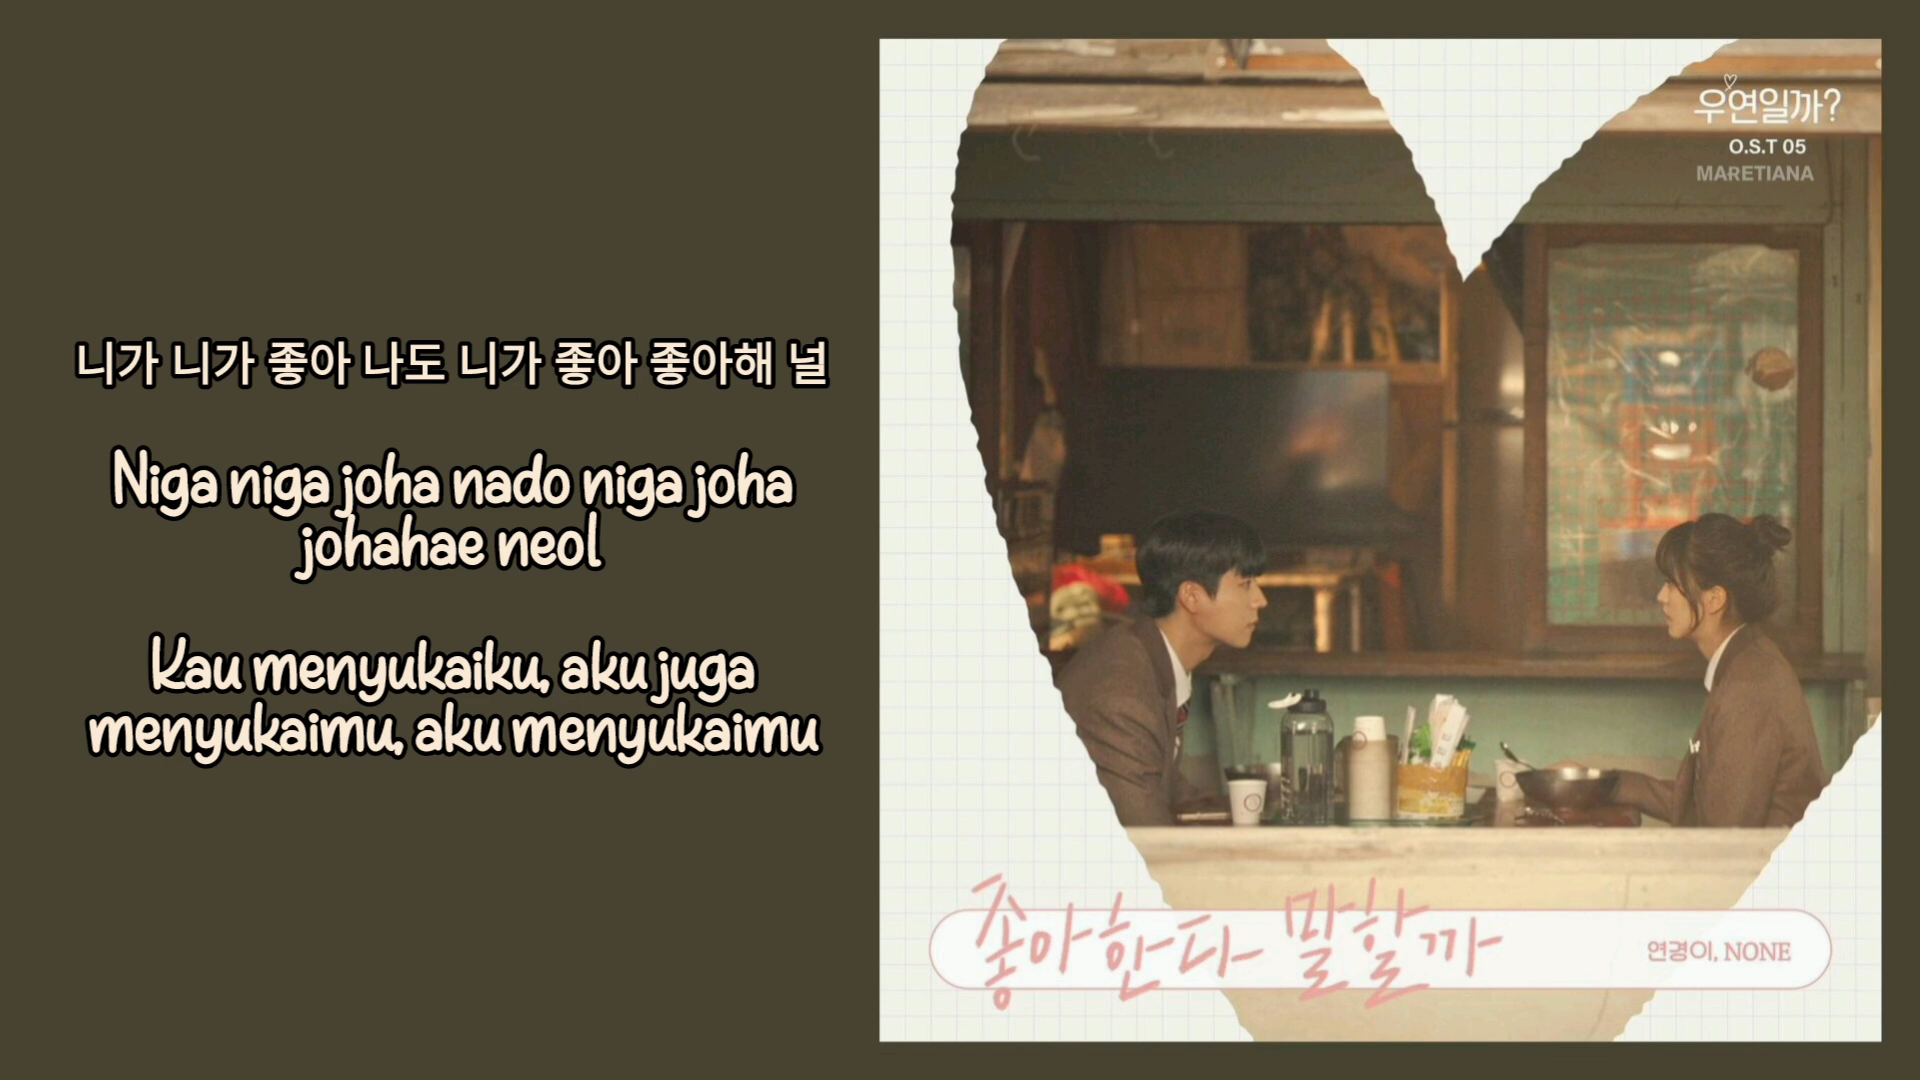 니가 니가 좋아 나도 니가 좋아 좋아해 널
Niga niga joha nado niga joha
johahae neol
Kau menyukaiku, aku juga
menyukaimu, aku menyukaimu
우연일까?
O.S.T 05
MARETIANA
좋아한다 말할까
연경이, NONE